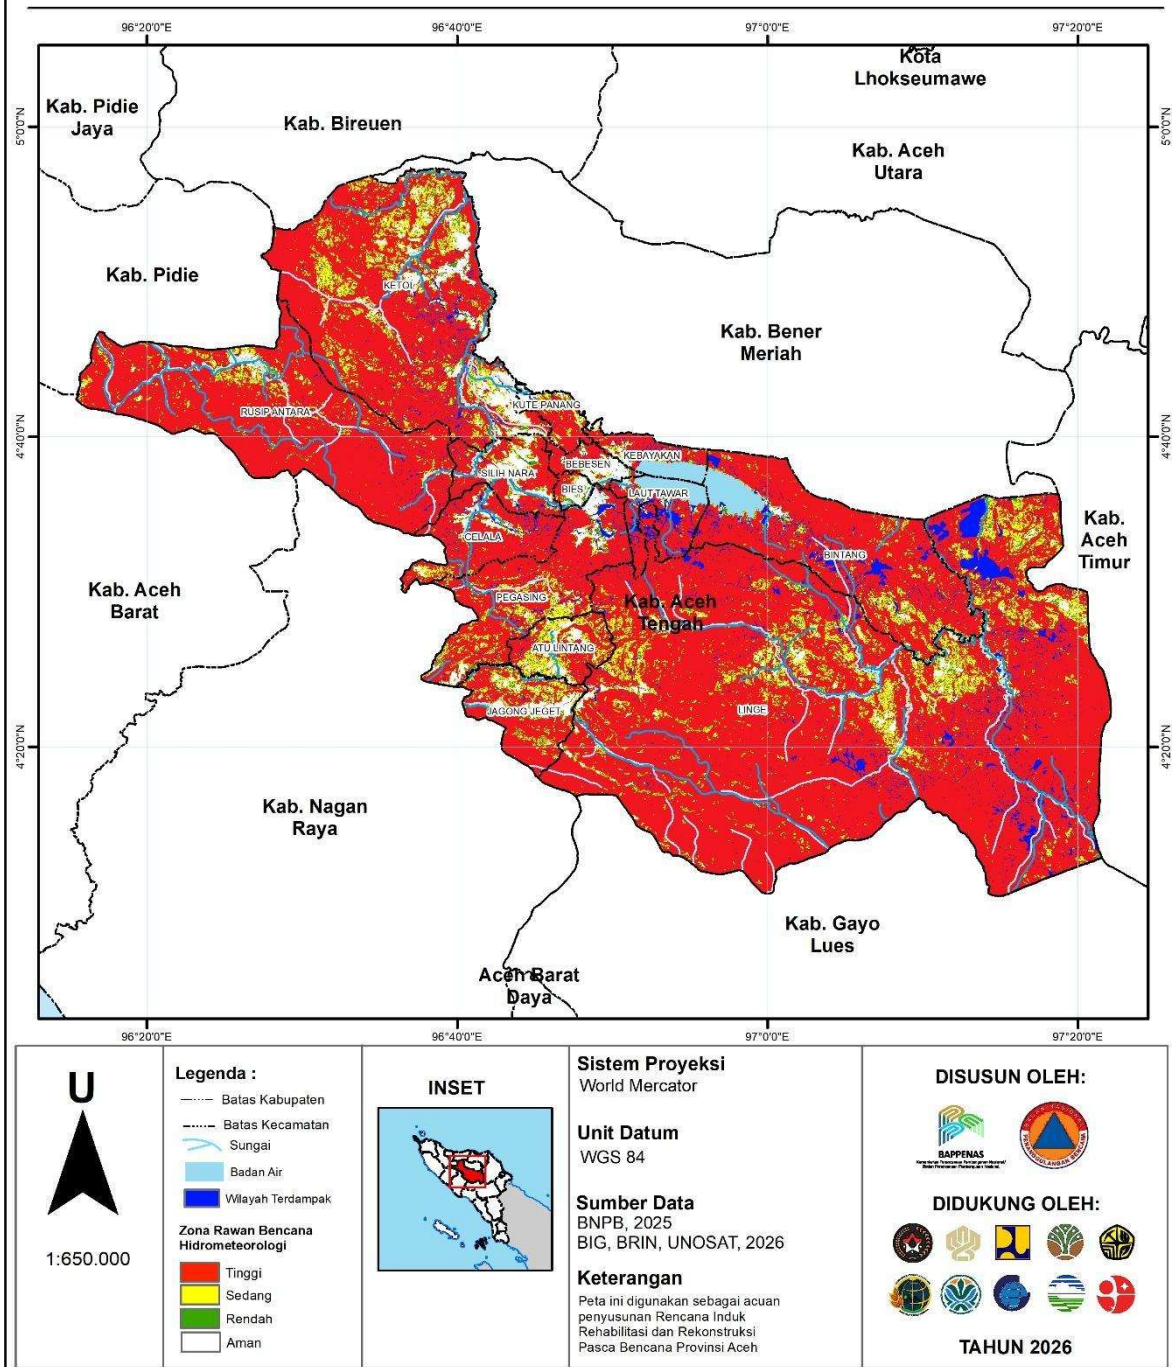 96°20'0"E
96°40'0"E
97°0'0"E
97°20'0"E
5°0'0"N
5°0'0"N
4°40'0"N
4°40'0"N
4°20'0"N
4°20'0"N
Kota
Lhokseumawe
Kab. Pidie
Jaya
Kab. Bireuen
Kab. Aceh
Utara
Kab. Pidie
KETOL
Kab. Bener
Meriah
RUSIP ANTARA
KUTE PANANG
KEBAYAKAN
BEBESEN
SILIH NARA
BIES
LAUT TAWAR
CELALA
Kab.
Aceh
Timur
BINTANG
Kab. Aceh
Barat
PEGASING
Kab. Aceh
Tengah
ATU LINTANG
JAGONG JEGET
LINGE
Kab. Nagan
Raya
Kab. Gayo
Lues
Aceh Barat
Daya
96°20'0"E
96°40'0"E
97°0'0"E
97°20'0"E
U
1:650.000
Legenda :
Batas Kabupaten
Batas Kecamatan
Sungai
Badan Air
Wilayah Terdampak
Zona Rawan Bencana
Hidrometeorologi
Tinggi
Sedang
Rendah
Aman
INSET
Sistem Proyeksi
World Mercator
Unit Datum
WGS 84
Sumber Data
BNPB, 2025
BIG, BRIN, UNOSAT, 2026
Keterangan
Peta ini digunakan sebagai acuan
penyusunan Rencana Induk
Rehabilitasi dan Rekonstruksi
Pasca Bencana Provinsi Aceh
DISUSUN OLEH:
BAPPENAS
DIDUKUNG OLEH:
TAHUN 2026